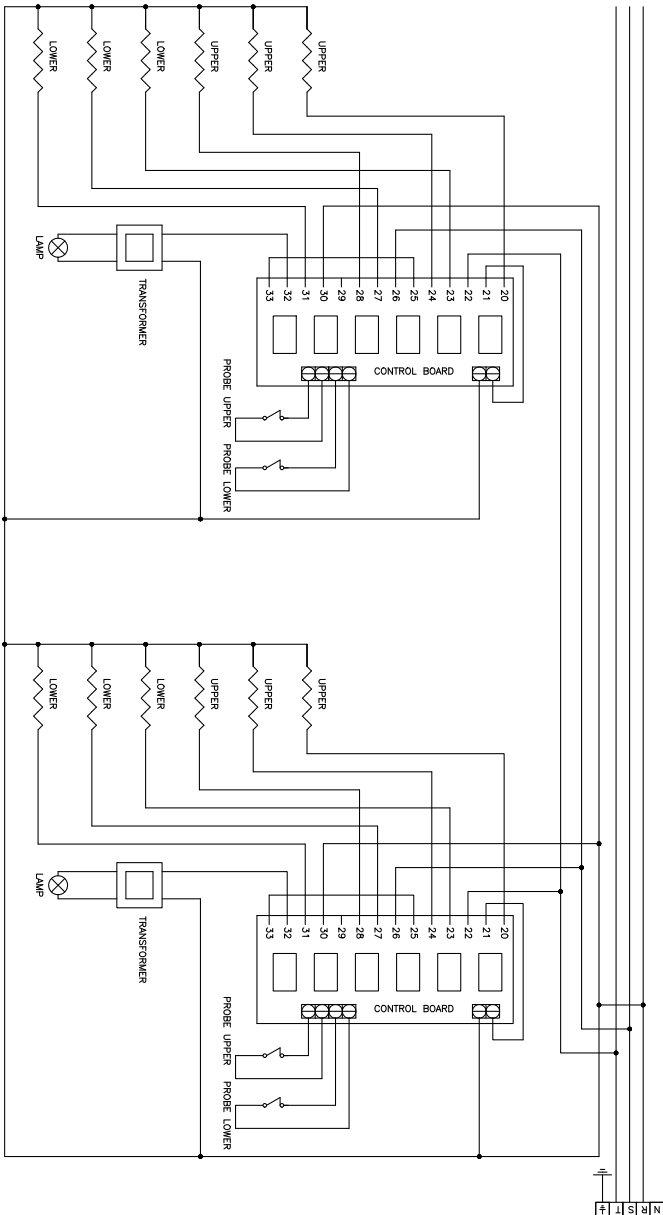 N
R
S
T
20
21
22
23
24
25
26
27
28
29
30
31
32
33
CONTROL BOARD
UPPER
UPPER
UPPER
LOWER
LOWER
LOWER
PROBE UPPER
PROBE LOWER
TRANSFORMER
LAMP
20
21
22
23
24
25
26
27
28
29
30
31
32
33
CONTROL BOARD
UPPER
UPPER
UPPER
LOWER
LOWER
LOWER
PROBE UPPER
PROBE LOWER
TRANSFORMER
LAMP